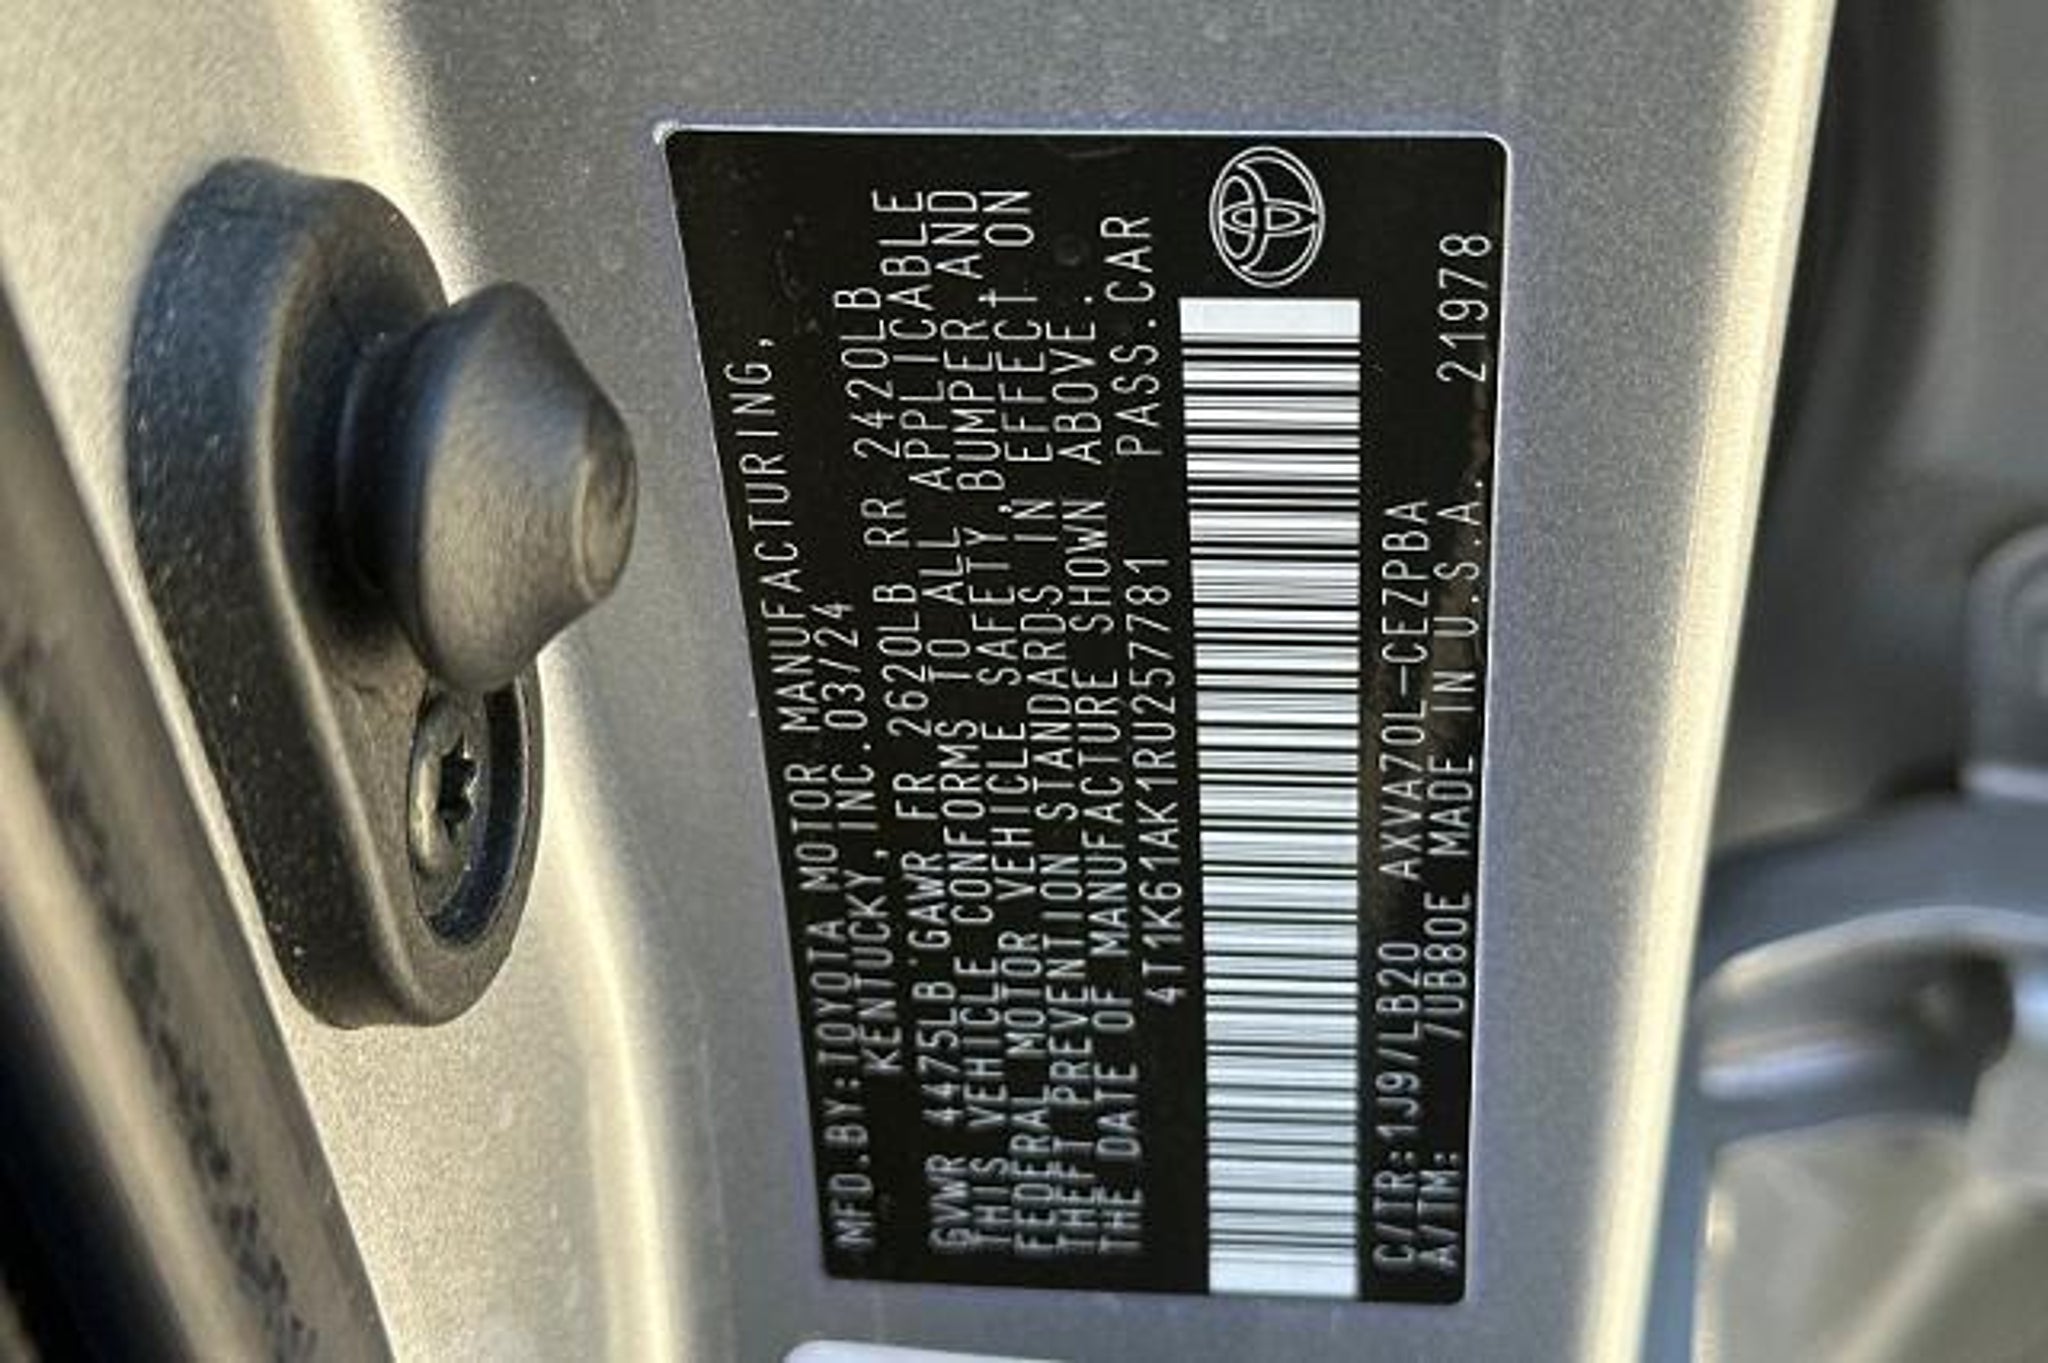 MFD.BY:TOYOTA MOTOR MANUFACTURING,
KENTUCKY, INC.03/24
GVWR 4475LB GAWR FR 2620LB RR 2420LB
THIS VEHICLE CONFORMS TO ALL APPLICABLE
FEDERAL MOTOR VEHICLE SAFETY,BUMPER AND
THEFT PREVENTION STANDARDS IN EFFECT ON
THE DATE OF MANUFACTURE SHOWN ABOVE.
4T1K61AK1RU257781 PASS.CAR
C/TR:1J9/LB20 AXVA70L-CEZPBA
A/TM: 7UB80E MADE IN U.S.A. 21978